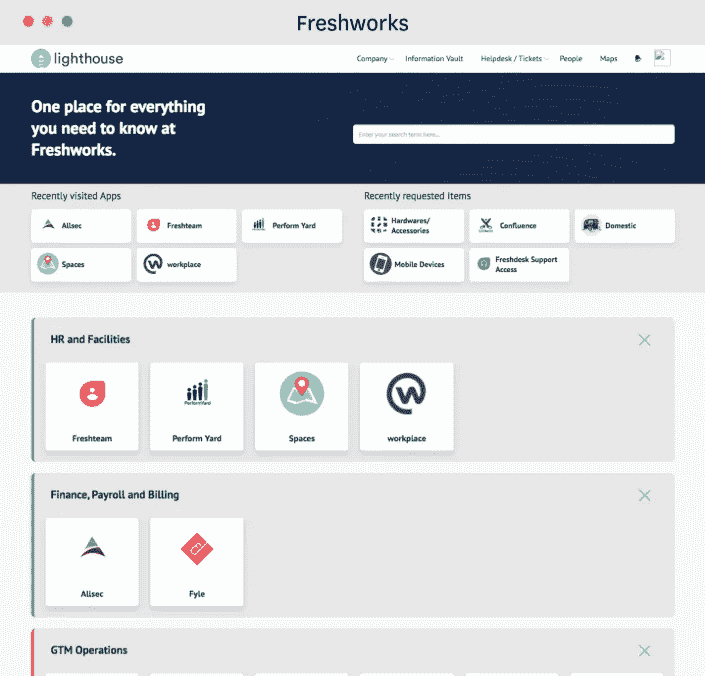 Freshworks
lighthouse
Company
Information Vault
Helpdesk / Tickets
People
Maps
One place for everything
you need to know at
Freshworks.
Enter your search term here...
Recently visited Apps
Allsec
Freshteam
Perform Yard
Spaces
workplace
Recently requested Items
Hardwares/
Accessories
Confluence
Domestic
Mobile Devices
Freshdesk Support
Access
HR and Facilities
Freshteam
PerformYard
Perform Yard
Spaces
workplace
Finance, Payroll and Billing
Allsec
Fyle
GTM Operations